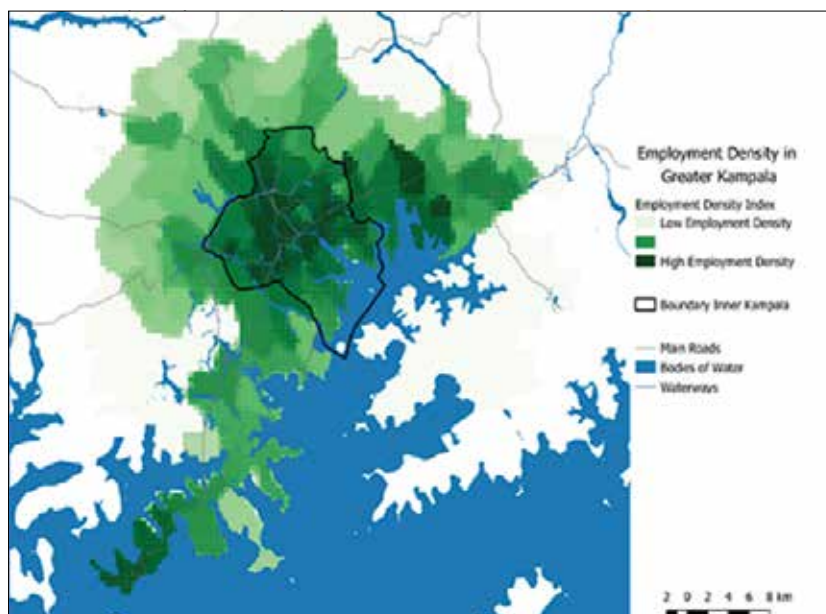 Employment Density in
Greater Kampala
Employment Density Index
Low Employment Density
High Employment Density
Boundary Inner Kampala
Main Roads
Bodies of Water
Waterways
2 0 2 4 6 8 km